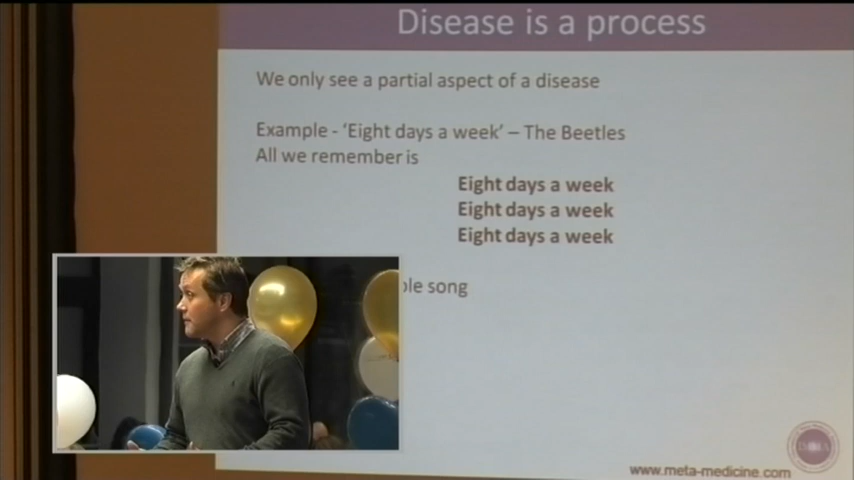 Disease is a process
We only see a partial aspect of a disease
Example - 'Eight days a week' – The Beetles
All we remember is
Eight days a week
Eight days a week
Eight days a week
song
www.meta-medicine.com